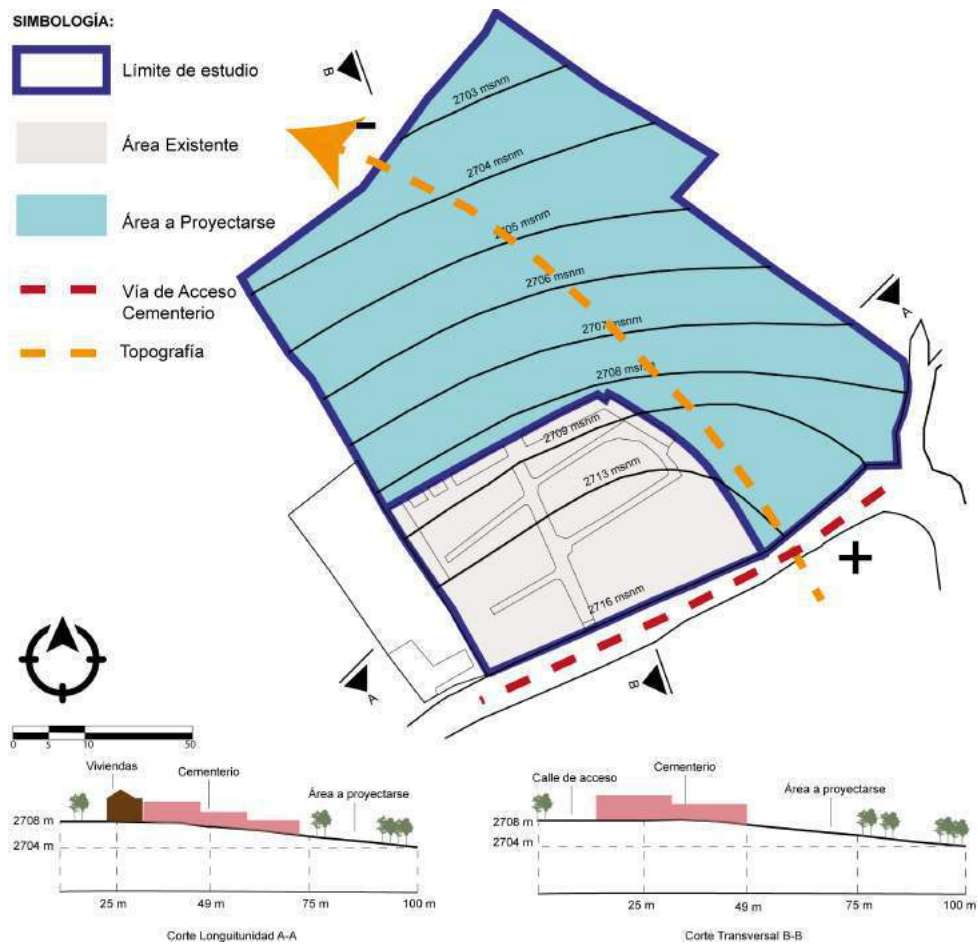 SIMBOLOGÍA:
Límite de estudio
Área Existente
Área a Proyectarse
Vía de Acceso
Cementerio
Topografía
B
2703 msnm
2704 msnm
2705 msnm
2706 msnm
2707 msnm
2708 msnm
2709 msnm
2713 msnm
2716 msnm
A
A
B
0 5 10 50
Viviendas
Cementerio
Área a proyectarse
2708 m
2704 m
25 m 49 m 75 m 100 m
Corte Longuitunidad A-A
Calle de acceso
Cementerio
Área a proyectarse
2708 m
2704 m
25 m 49 m 75 m 100 m
Corte Transversal B-B